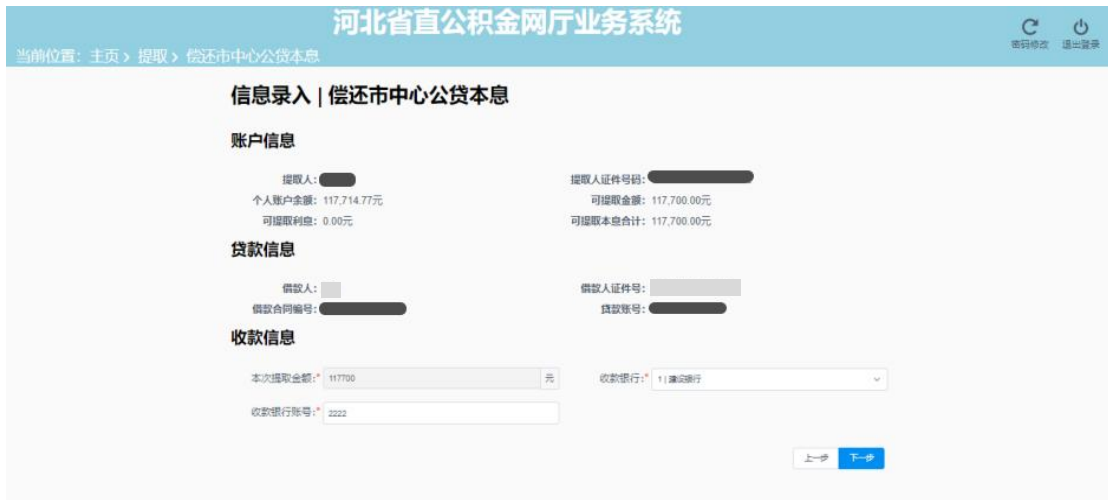 河北省直公积金网厅业务系统
密码修改 退出登录
当前位置：主页 > 提取 > 偿还市中心公贷本息
信息录入 | 偿还市中心公贷本息
账户信息
提取人： 提取人证件号码：
个人账户余额： 117,714.77元 可提取金额： 117,700.00元
可提取利息： 0.00元 可提取本息合计： 117,700.00元
贷款信息
借款人： 借款人证件号：
借款合同编号： 贷款账号：
收款信息
本次提取金额：* 117700 元 收款银行：* 1 | 建设银行
收款银行账号：* 2222
上一步 下一步